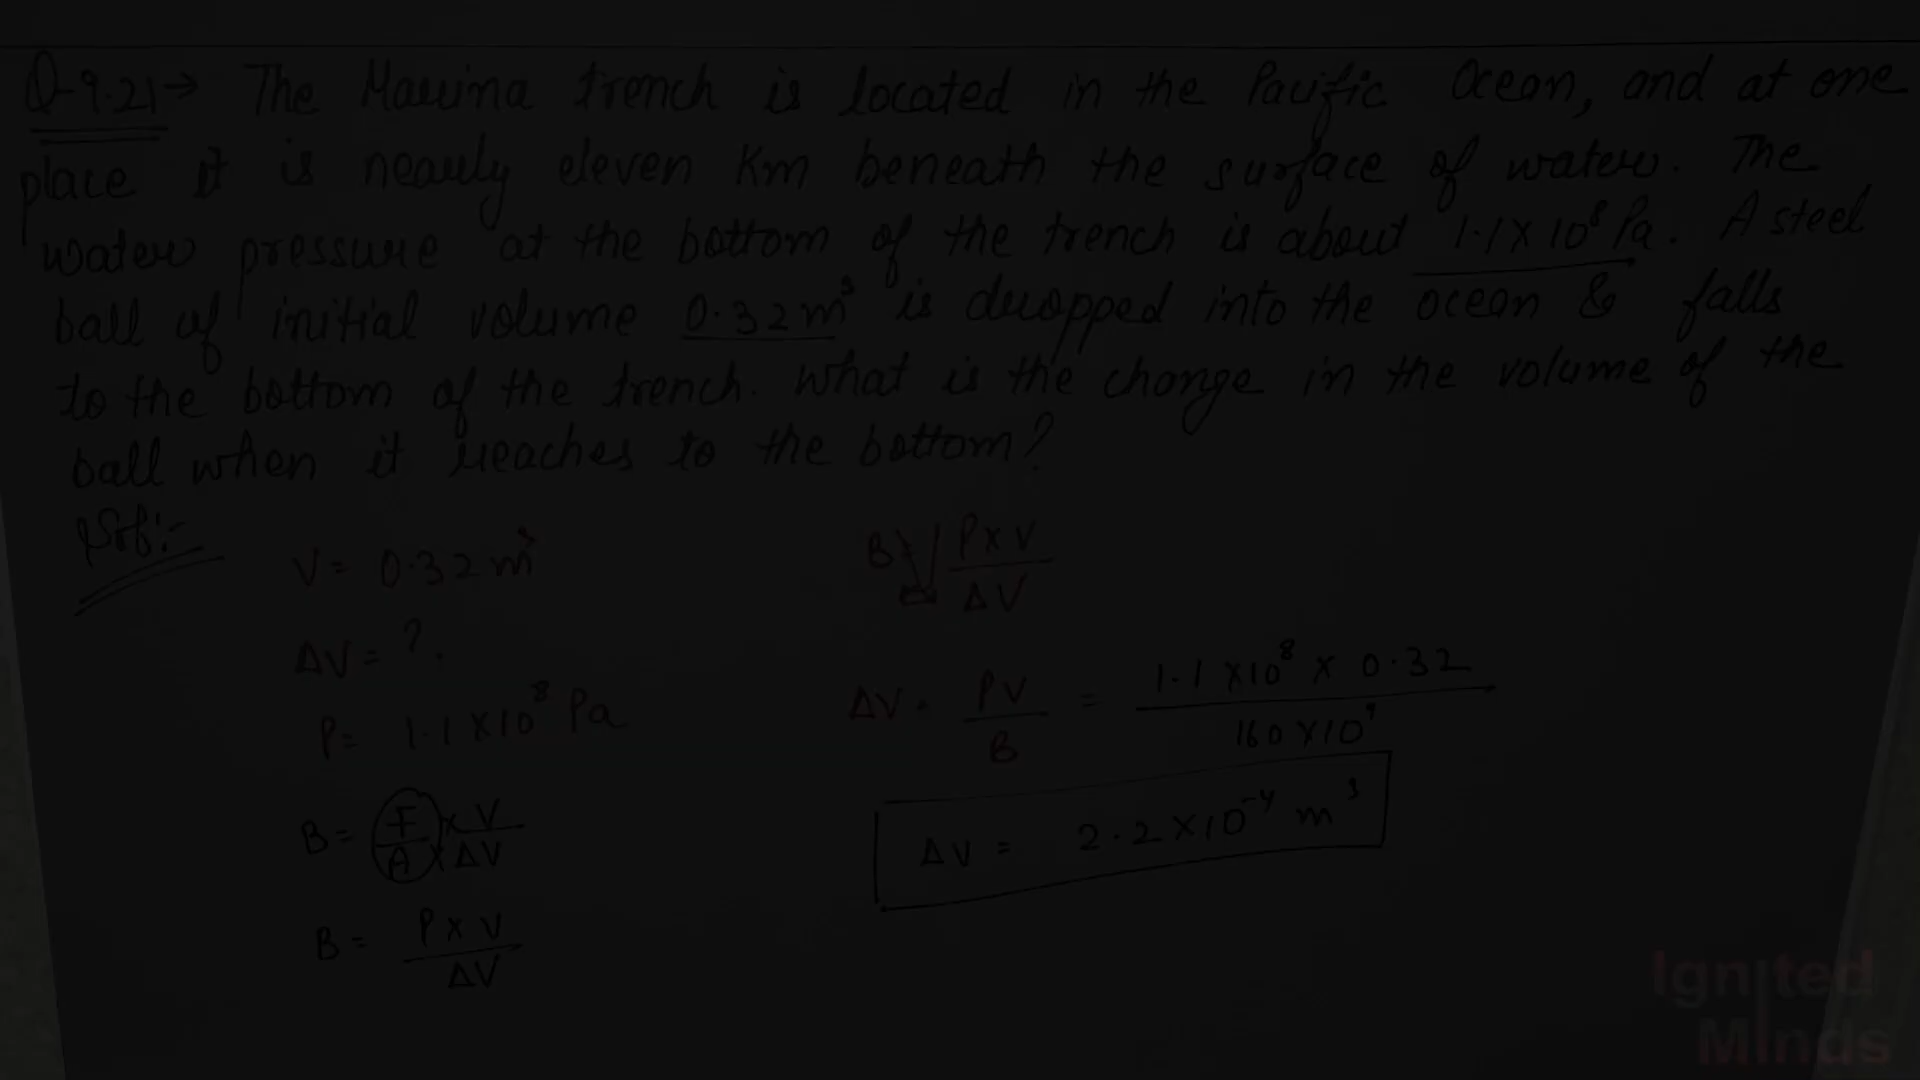 Q-9.21→ The Marina trench is located in the Pacific Ocean, and at one
place it is nearly eleven Km beneath the surface of water. The
water pressure at the bottom of the trench is about 1.1×10⁸ Pa. A steel
ball of initial volume 0.32m³ is dropped into the ocean & falls
to the bottom of the trench. What is the change in the volume of the
ball when it reaches to the bottom?
Sol:-
V = 0.32 m³
ΔV = ?.
P = 1.1 × 10⁸ Pa
B = F/A × V/ΔV
B = P × V / ΔV
B = P × V / ΔV
ΔV = PV/B = 1.1 × 10⁸ × 0.32 / 160 × 10⁹
ΔV = 2.2 × 10⁻⁴ m³
Ignited
Minds